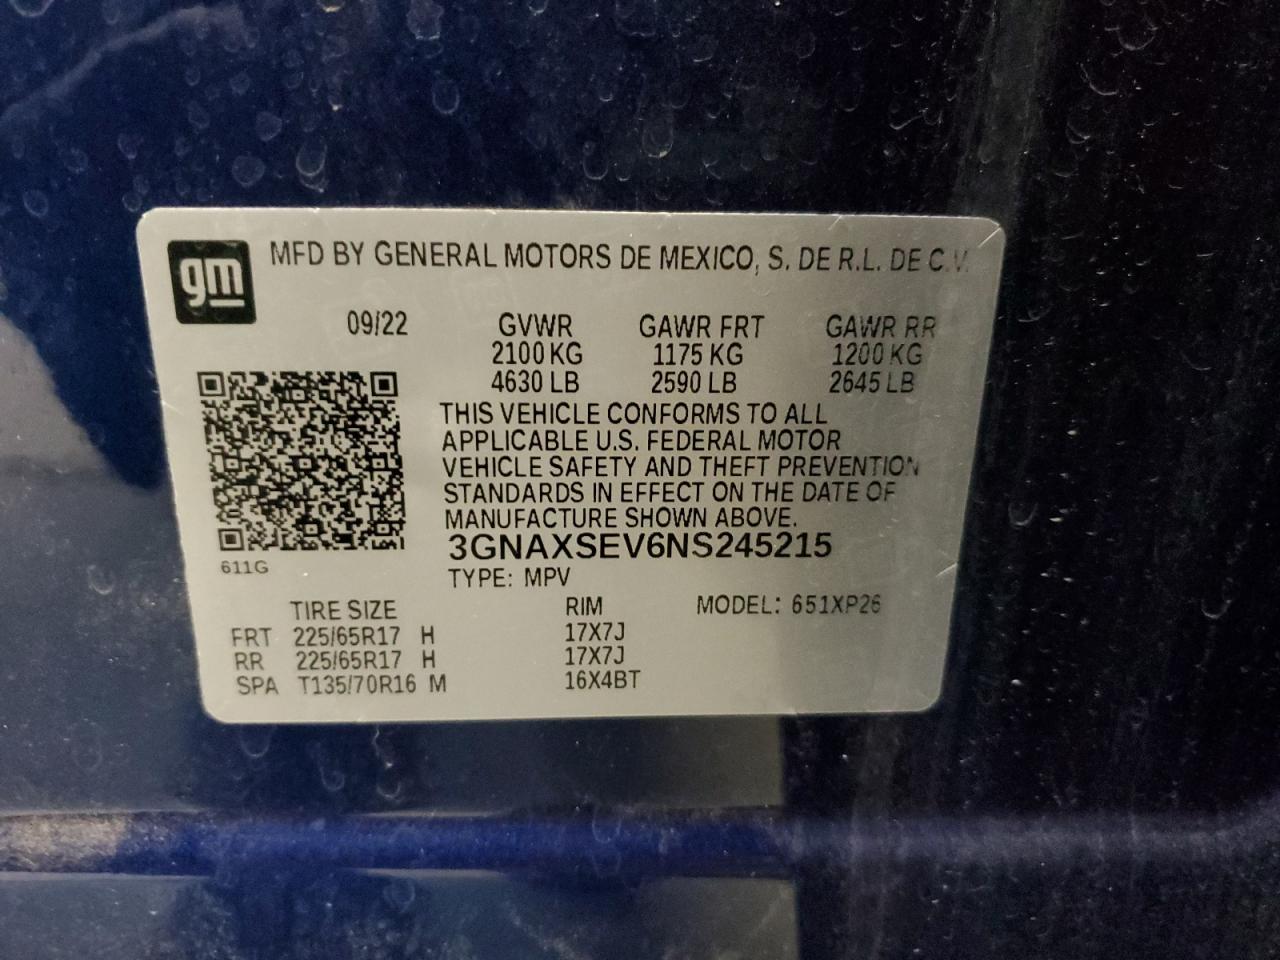 gm
MFD BY GENERAL MOTORS DE MEXICO, S. DE R.L. DE C.V.
09/22 GVWR GAWR FRT GAWR RR
2100 KG 1175 KG 1200 KG
4630 LB 2590 LB 2645 LB
THIS VEHICLE CONFORMS TO ALL
APPLICABLE U.S. FEDERAL MOTOR
VEHICLE SAFETY AND THEFT PREVENTION
STANDARDS IN EFFECT ON THE DATE OF
MANUFACTURE SHOWN ABOVE.
3GNAXSEV6NS245215
611G
TYPE: MPV
TIRE SIZE RIM MODEL: 651XP26
FRT 225/65R17 H 17X7J
RR 225/65R17 H 17X7J
SPA T135/70R16 M 16X4BT